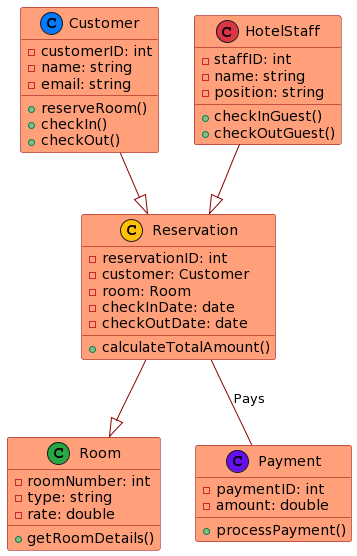 C Customer
customerID: int
name: string
email: string
reserveRoom()
checkIn()
checkOut()
C HotelStaff
staffID: int
name: string
position: string
checkInGuest()
checkOutGuest()
C Reservation
reservationID: int
customer: Customer
room: Room
checkInDate: date
checkOutDate: date
calculateTotalAmount()
Pays
C Room
roomNumber: int
type: string
rate: double
getRoomDetails()
C Payment
paymentID: int
amount: double
processPayment()